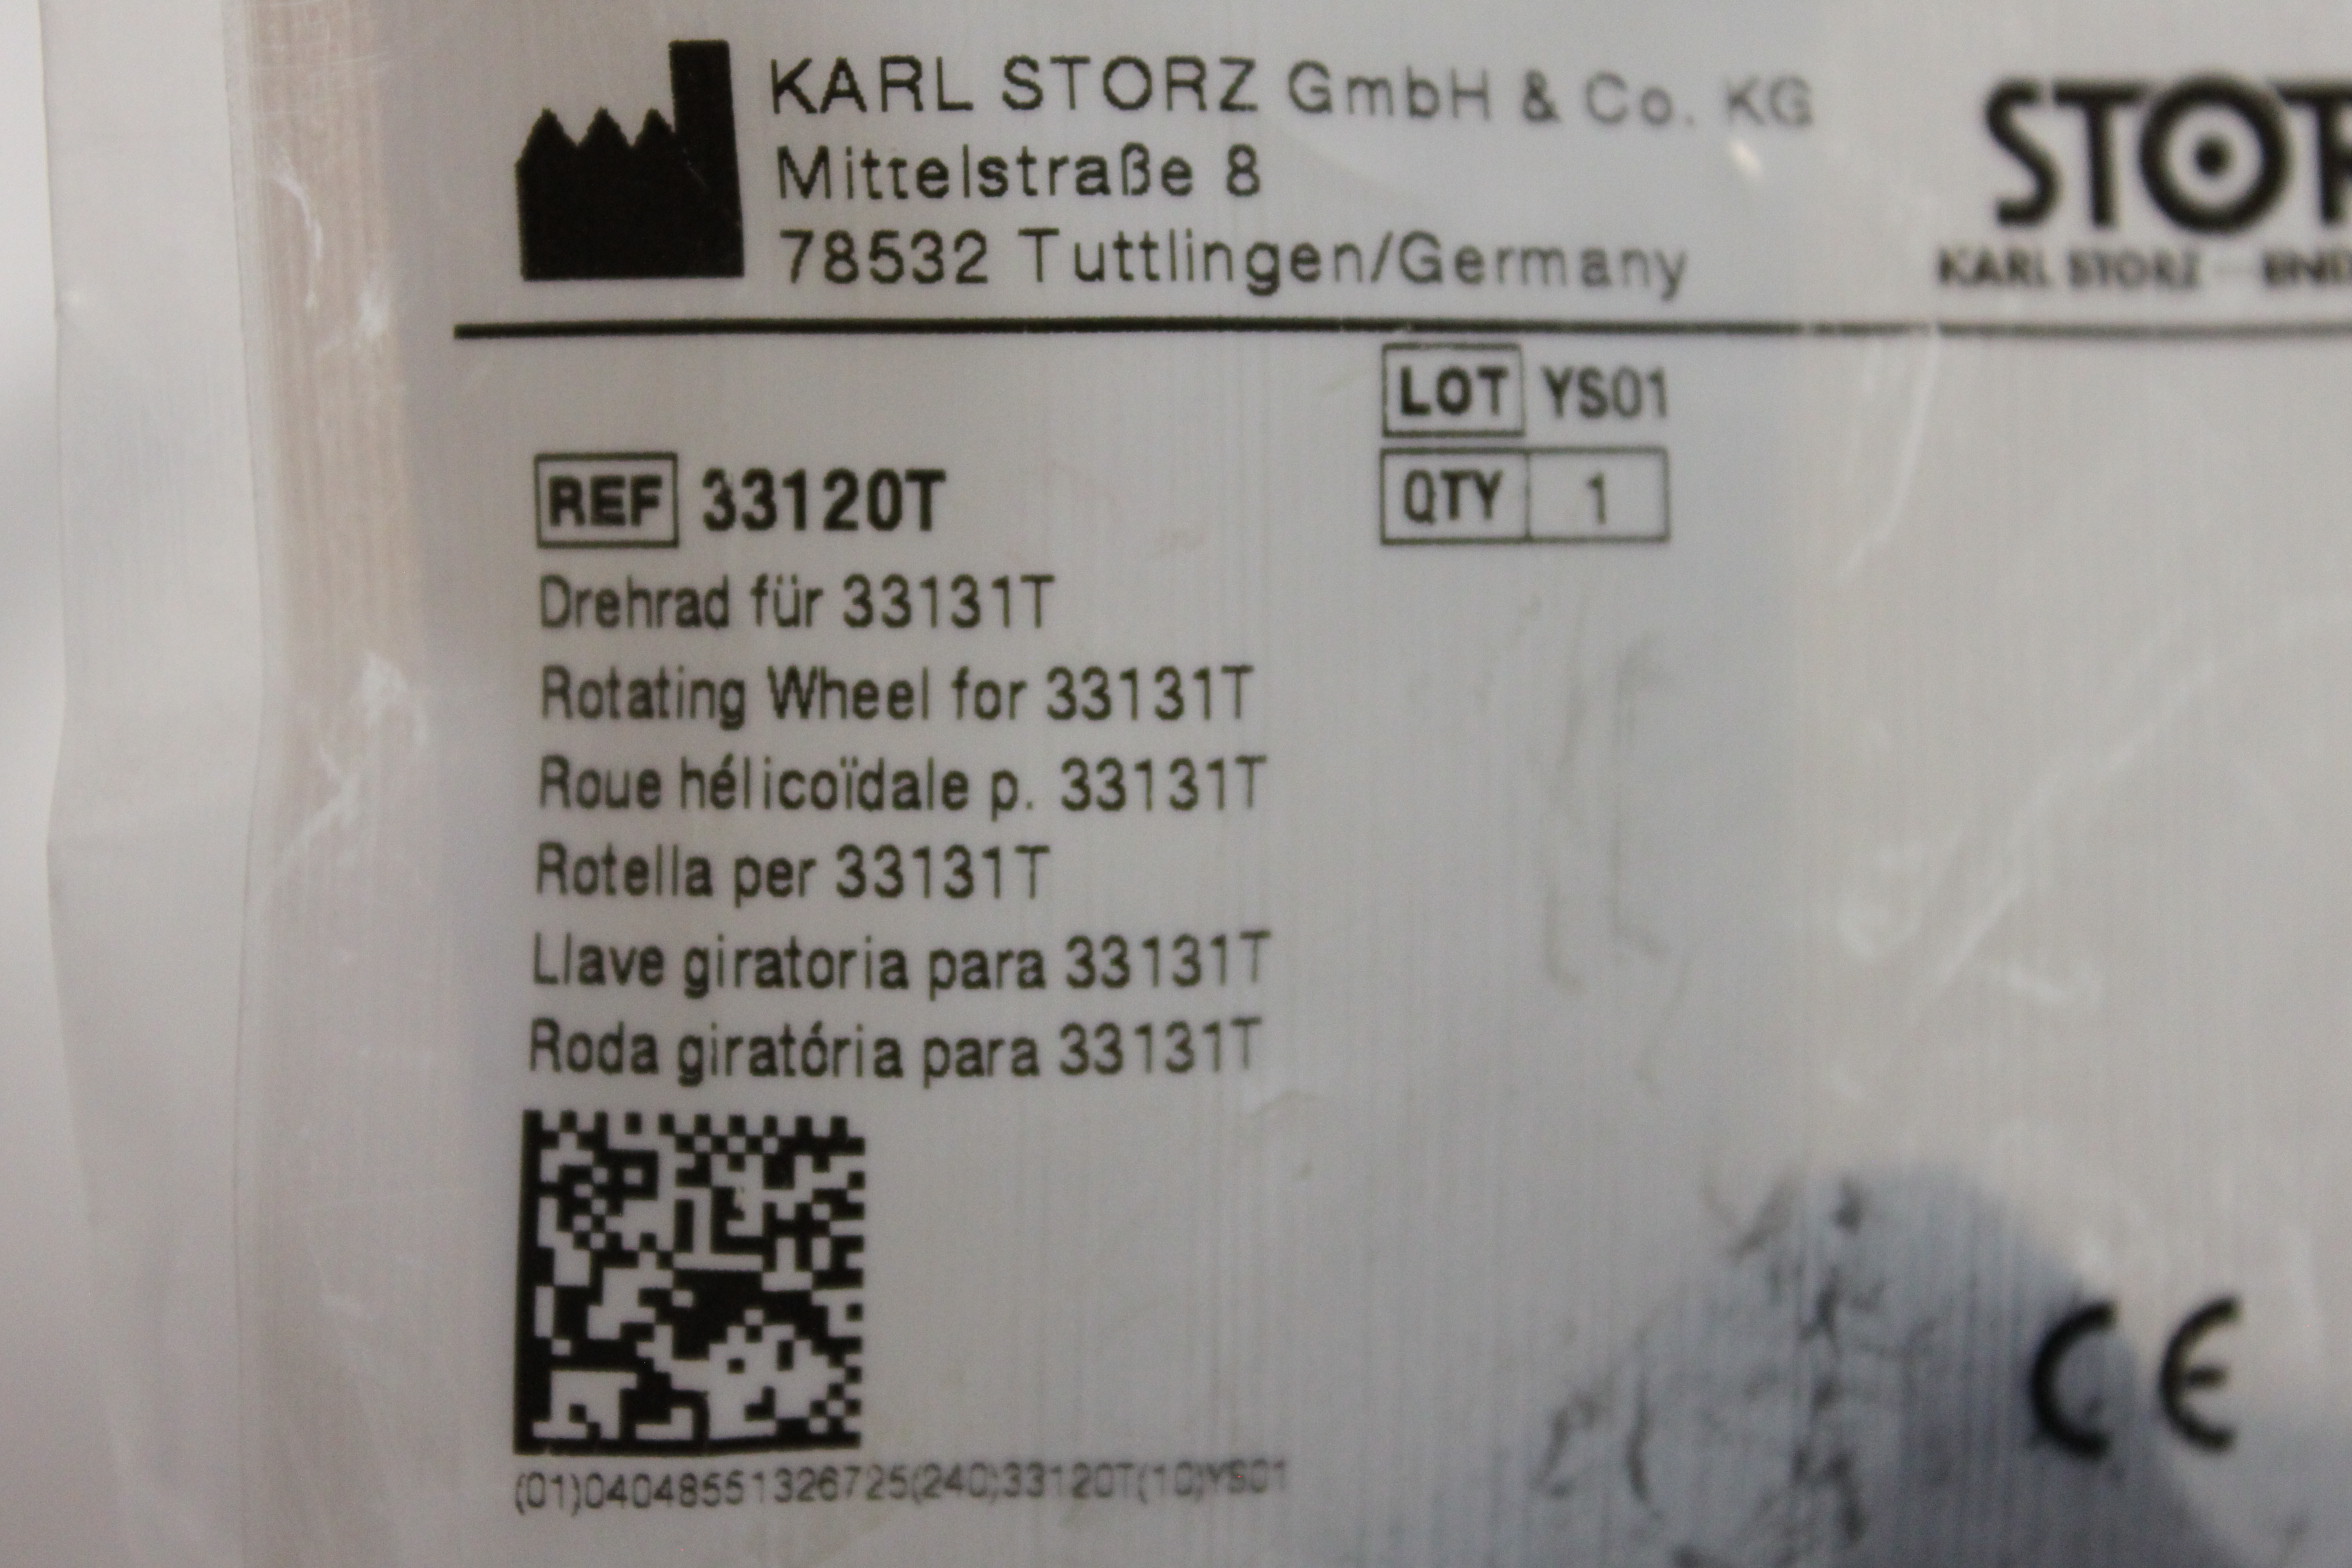 KARL STORZ GmbH & Co. KG
Mittelstraße 8
78532 Tuttlingen/Germany
STOR
KARL STORZ — END
LOT YS01
QTY 1
REF 33120T
Drehrad für 33131T
Rotating Wheel for 33131T
Roue hélicoïdale p. 33131T
Rotella per 33131T
Llave giratoria para 33131T
Roda giratória para 33131T
(01)04048551326725(240)33120T(10)YS01
CE